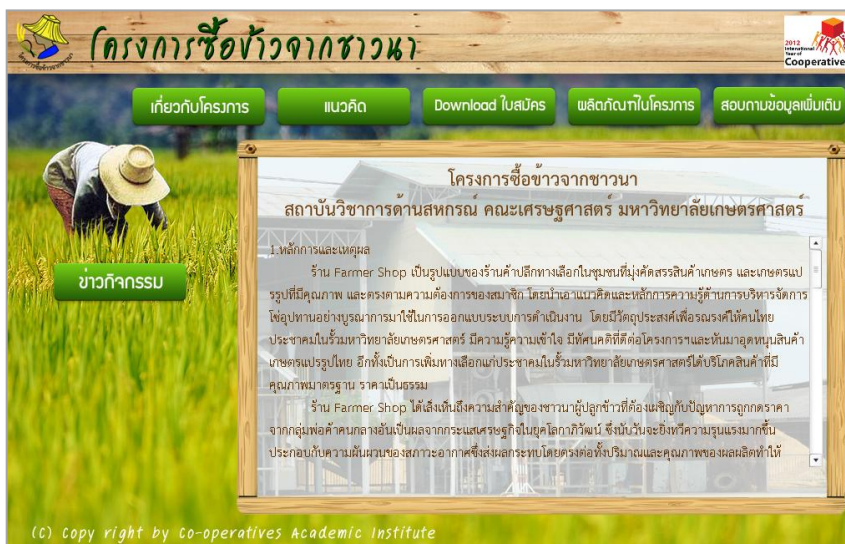 โครงการซื้อข้าวจากชาวนา
2012
International
Year of
Cooperative
เกี่ยวกับโครงการ
แนวคิด
Download ใบสมัคร
ผลิตภัณฑ์ในโครงการ
สอบถามข้อมูลเพิ่มเติม
ข่าวกิจกรรม
โครงการซื้อข้าวจากชาวนา
สถาบันวิชาการด้านสหกรณ์ คณะเศรษฐศาสตร์ มหาวิทยาลัยเกษตรศาสตร์
1.หลักการและเหตุผล
ร้าน Farmer Shop เป็นรูปแบบของร้านค้าปลีกทางเลือกในชุมชนที่มุ่งคัดสรรสินค้าเกษตร และเกษตรแป
รรูปที่มีคุณภาพ และตรงตามความต้องการของสมาชิก โดยนำเอาแนวคิดและหลักการความรู้ด้านการบริหารจัดการ
โซ่อุปทานอย่างบูรณาการมาใช้ในการออกแบบระบบการดำเนินงาน โดยมีวัตถุประสงค์เพื่อรณรงค์ให้คนไทย
ประชาคมในรั้วมหาวิทยาลัยเกษตรศาสตร์ มีความรู้ความเข้าใจ มีทัศนคติที่ดีต่อโครงการฯและหันมาอุดหนุนสินค้า
เกษตรแปรรูปไทย อีกทั้งเป็นการเพิ่มทางเลือกแก่ประชาคมในรั้วมหาวิทยาลัยเกษตรศาสตร์ได้บริโภคสินค้าที่มี
คุณภาพมาตรฐาน ราคาเป็นธรรม
ร้าน Farmer Shop ได้เล็งเห็นถึงความสำคัญของชาวนาผู้ปลูกข้าวที่ต้องเผชิญกับปัญหาการถูกกดราคา
จากกลุ่มพ่อค้าคนกลางอันเป็นผลจากกระแสเศรษฐกิจในยุคโลกาภิวัฒน์ ซึ่งนับวันจะยิ่งทวีความรุนแรงมากขึ้น
ประกอบกับความผันผวนของสภาวะอากาศซึ่งส่งผลกระทบโดยตรงต่อทั้งปริมาณและคุณภาพของผลผลิตทำให้
(C) Copy right by Co-operatives Academic Institute